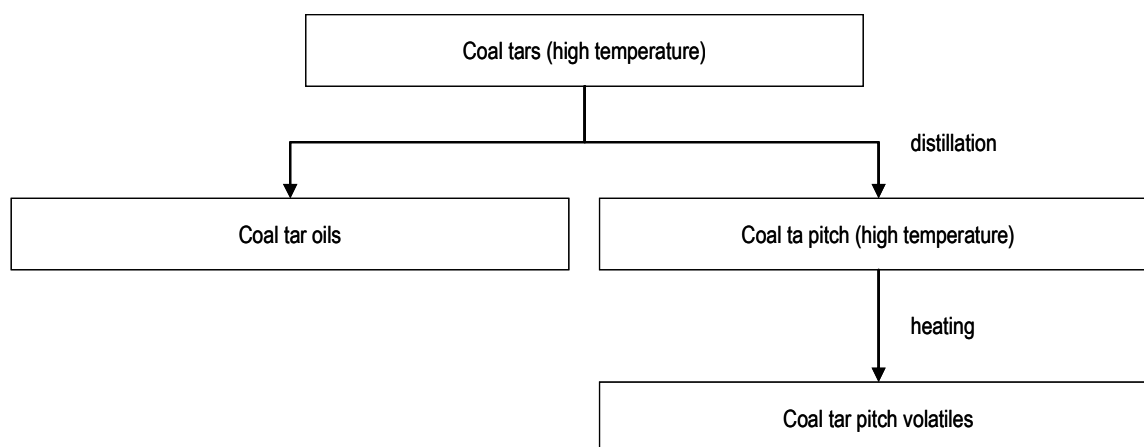 Coal tars (high temperature)
distillation
Coal tar oils
Coal ta pitch (high temperature)
heating
Coal tar pitch volatiles